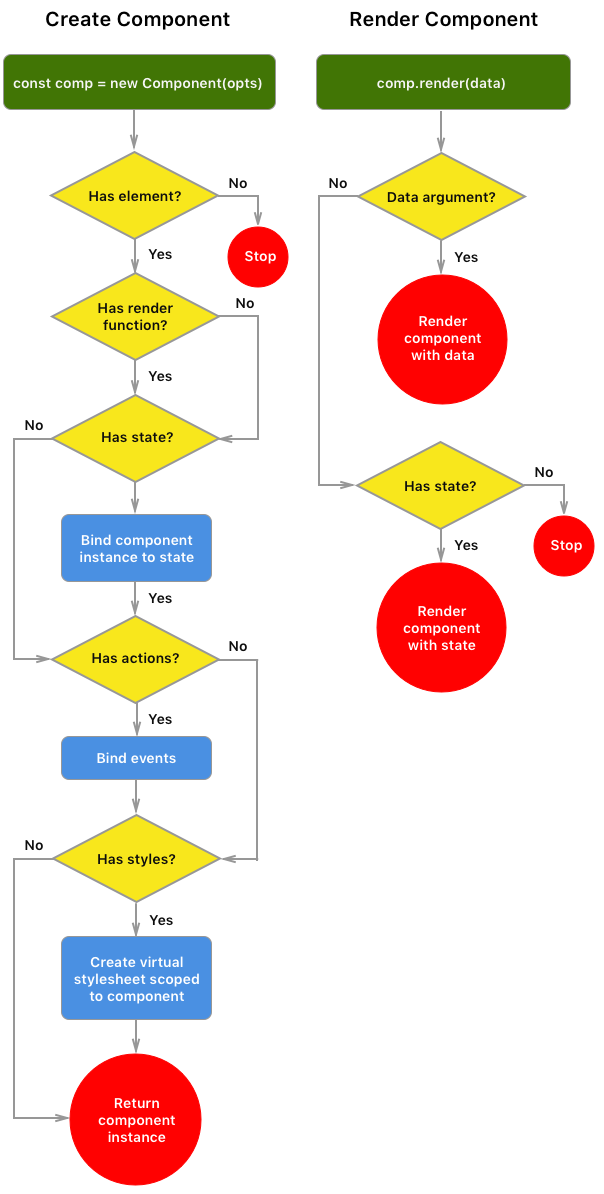 Create Component
const comp = new Component(opts)
Has element?
No
Stop
Yes
Has render
function?
No
Yes
Has state?
No
Bind component
instance to state
Yes
Has actions?
No
Yes
Bind events
Has styles?
No
Yes
Create virtual
stylesheet scoped
to component
Return
component
instance
Render Component
comp.render(data)
Data argument?
No
Yes
Render
component
with data
Has state?
No
Stop
Yes
Render
component
with state